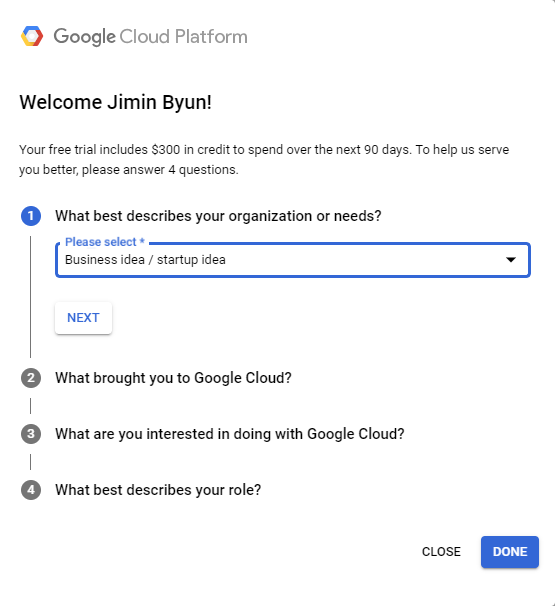 Google Cloud Platform
Welcome Jimin Byun!
Your free trial includes $300 in credit to spend over the next 90 days. To help us serve
you better, please answer 4 questions.
1 What best describes your organization or needs?
Please select *
Business idea / startup idea
NEXT
2 What brought you to Google Cloud?
3 What are you interested in doing with Google Cloud?
4 What best describes your role?
CLOSE DONE